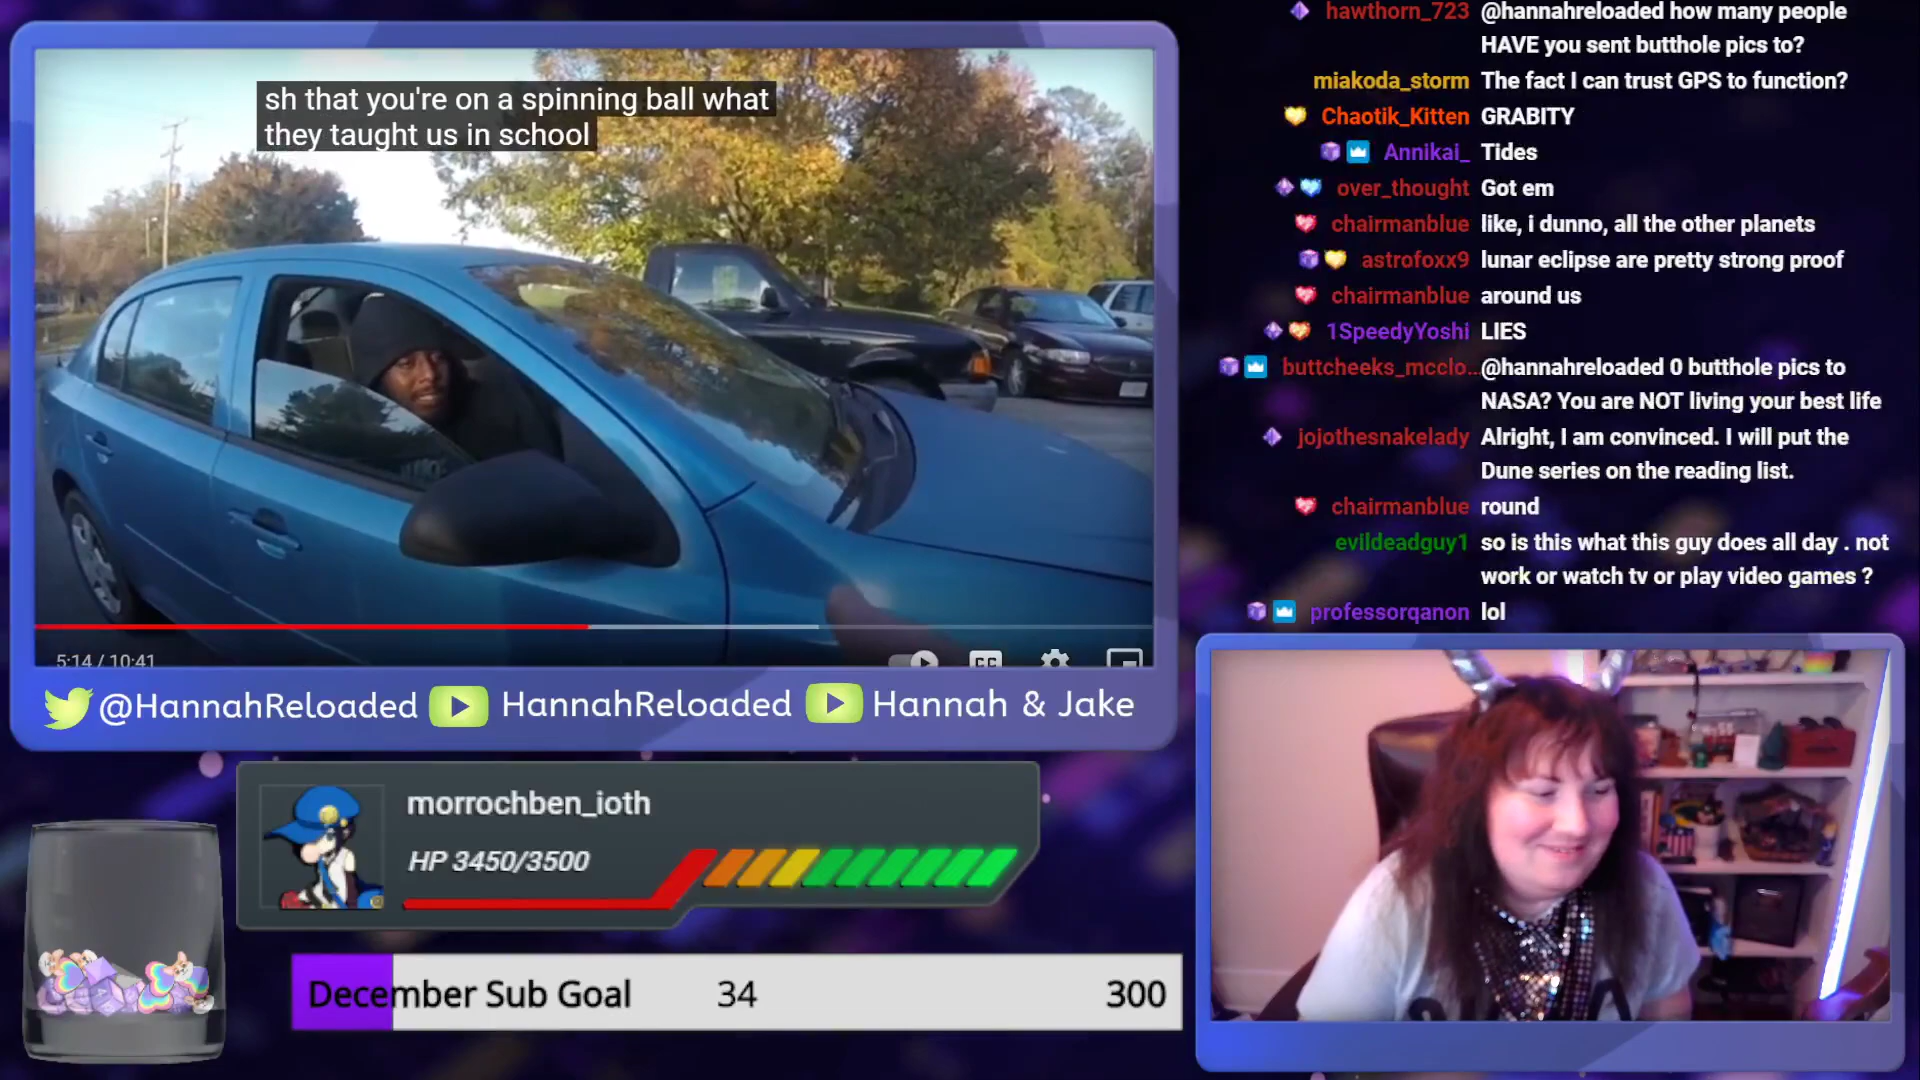 sh that you're on a spinning ball what
they taught us in school
5:14 / 10:41
@HannahReloaded HannahReloaded Hannah & Jake
morrochben_ioth
HP 3450/3500
December Sub Goal 34 300
hawthorn_723 @hannahreloaded how many people
HAVE you sent butthole pics to?
miakoda_storm The fact I can trust GPS to function?
Chaotik_Kitten GRABITY
Annikai_ Tides
over_thought Got em
chairmanblue like, i dunno, all the other planets
astrofoxx9 lunar eclipse are pretty strong proof
chairmanblue around us
1SpeedyYoshi LIES
buttcheeks_mcclo... @hannahreloaded 0 butthole pics to
NASA? You are NOT living your best life
jojothesnakelady Alright, I am convinced. I will put the
Dune series on the reading list.
chairmanblue round
evildeadguy1 so is this what this guy does all day . not
work or watch tv or play video games ?
professorqanon lol